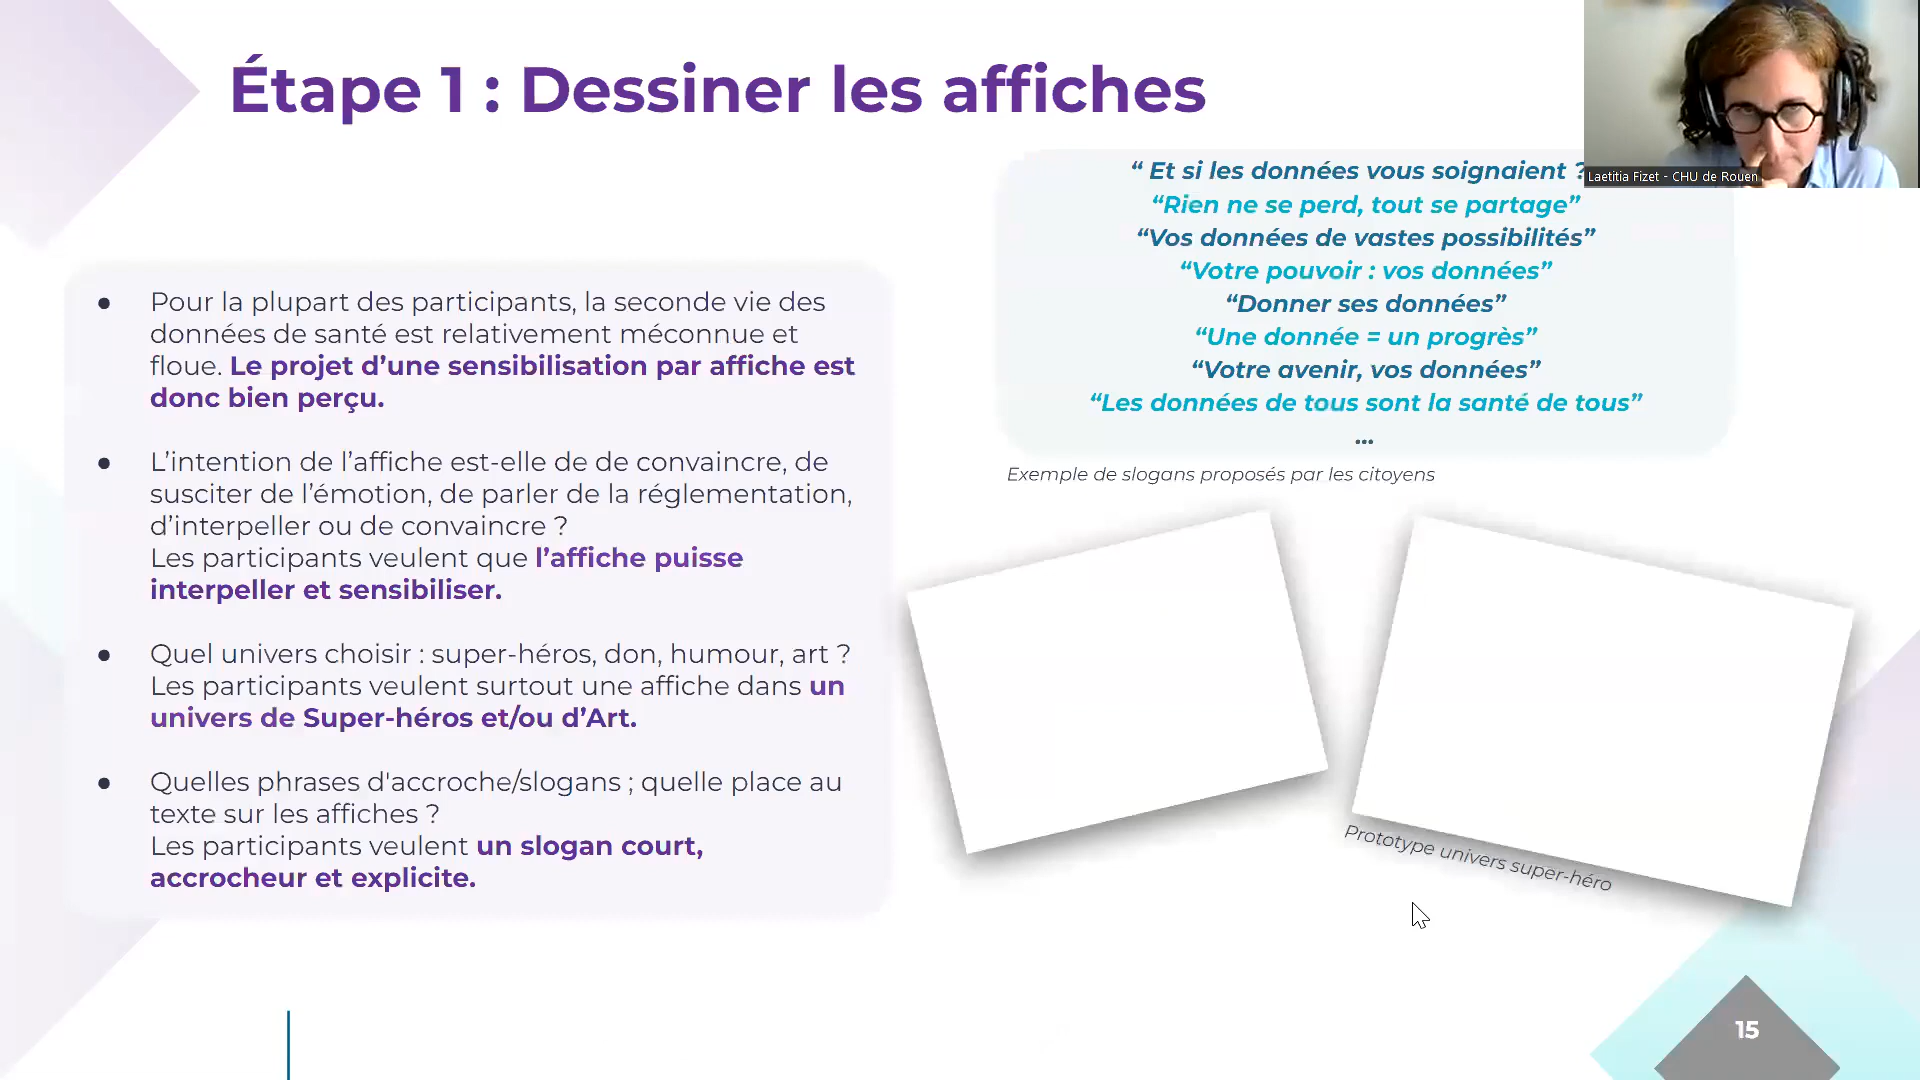 Étape 1 : Dessiner les affiches
Laetitia Fizet - CHU de Rouen
● Pour la plupart des participants, la seconde vie des
données de santé est relativement méconnue et
floue. Le projet d’une sensibilisation par affiche est
donc bien perçu.
● L’intention de l’affiche est-elle de de convaincre, de
susciter de l’émotion, de parler de la réglementation,
d’interpeller ou de convaincre ?
Les participants veulent que l’affiche puisse
interpeller et sensibiliser.
● Quel univers choisir : super-héros, don, humour, art ?
Les participants veulent surtout une affiche dans un
univers de Super-héros et/ou d’Art.
● Quelles phrases d'accroche/slogans ; quelle place au
texte sur les affiches ?
Les participants veulent un slogan court,
accrocheur et explicite.
“ Et si les données vous soignaient ?
“Rien ne se perd, tout se partage”
“Vos données de vastes possibilités”
“Votre pouvoir : vos données”
“Donner ses données”
“Une donnée = un progrès”
“Votre avenir, vos données”
“Les données de tous sont la santé de tous”
...
Exemple de slogans proposés par les citoyens
Prototype univers super-héro
15